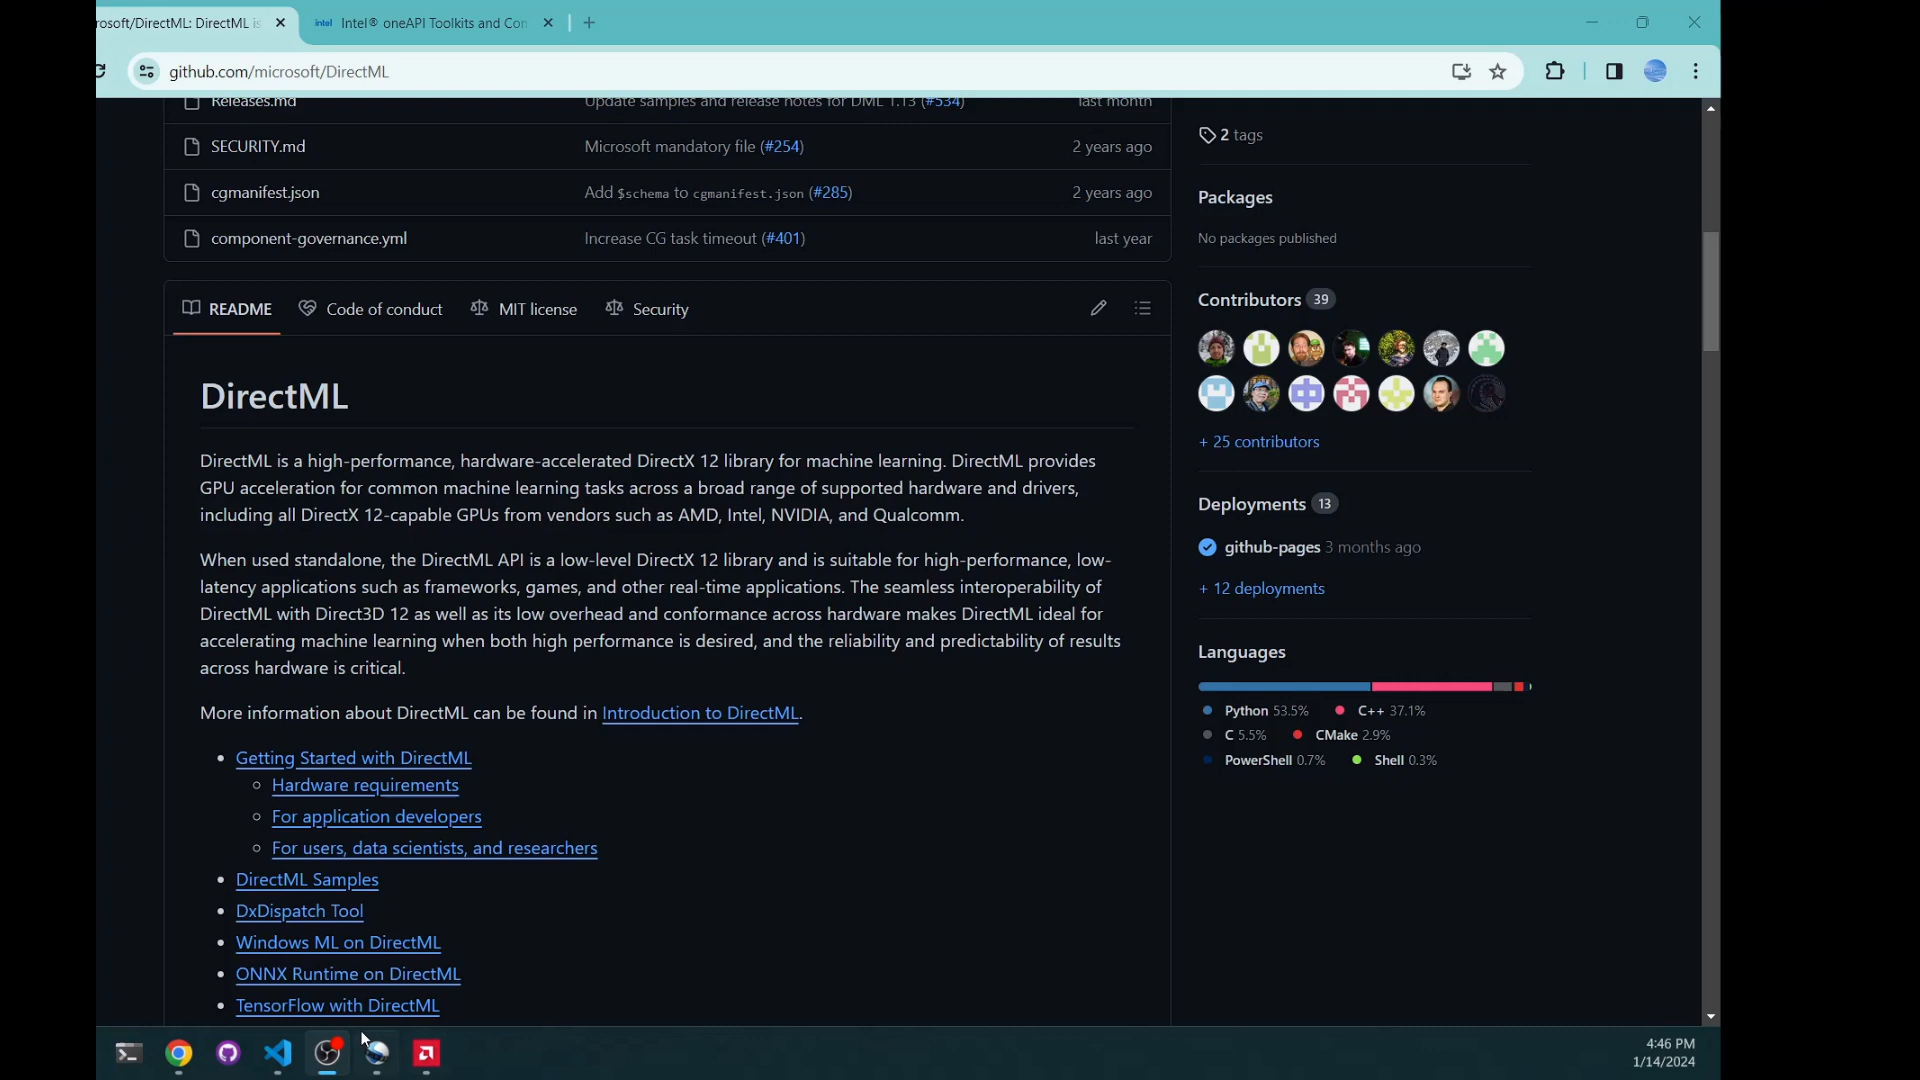 rosoft/DirectML: DirectML is
intel Intel® oneAPI Toolkits and Con
github.com/microsoft/DirectML
Releases.md Update samples and release notes for DML 1.13 (#534) last month
SECURITY.md Microsoft mandatory file (#254) 2 years ago
cgmanifest.json Add $schema to cgmanifest.json (#285) 2 years ago
component-governance.yml Increase CG task timeout (#401) last year
README Code of conduct MIT license Security
DirectML
DirectML is a high-performance, hardware-accelerated DirectX 12 library for machine learning. DirectML provides
GPU acceleration for common machine learning tasks across a broad range of supported hardware and drivers,
including all DirectX 12-capable GPUs from vendors such as AMD, Intel, NVIDIA, and Qualcomm.
When used standalone, the DirectML API is a low-level DirectX 12 library and is suitable for high-performance, low-
latency applications such as frameworks, games, and other real-time applications. The seamless interoperability of
DirectML with Direct3D 12 as well as its low overhead and conformance across hardware makes DirectML ideal for
accelerating machine learning when both high performance is desired, and the reliability and predictability of results
across hardware is critical.
More information about DirectML can be found in Introduction to DirectML.
Getting Started with DirectML
Hardware requirements
For application developers
For users, data scientists, and researchers
DirectML Samples
DxDispatch Tool
Windows ML on DirectML
ONNX Runtime on DirectML
TensorFlow with DirectML
2 tags
Packages
No packages published
Contributors 39
+ 25 contributors
Deployments 13
github-pages 3 months ago
+ 12 deployments
Languages
Python 53.5% C++ 37.1%
C 5.5% CMake 2.9%
PowerShell 0.7% Shell 0.3%
4:46 PM
1/14/2024